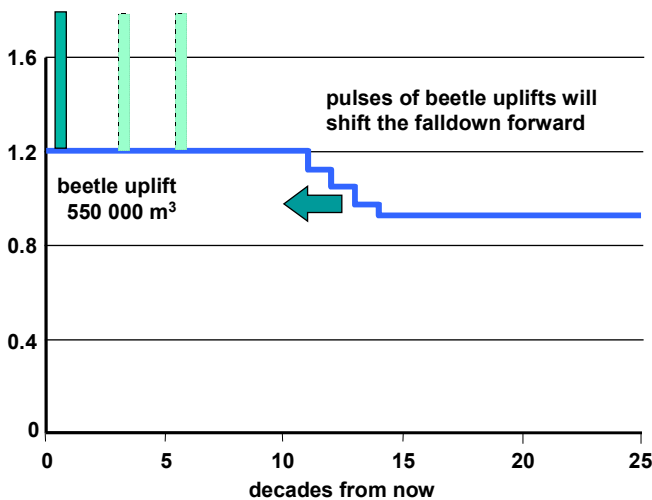 1.6
pulses of beetle uplifts will
shift the falldown forward
1.2
beetle uplift
550 000 m³
0.8
0.4
0
0 5 10 15 20 25
decades from now